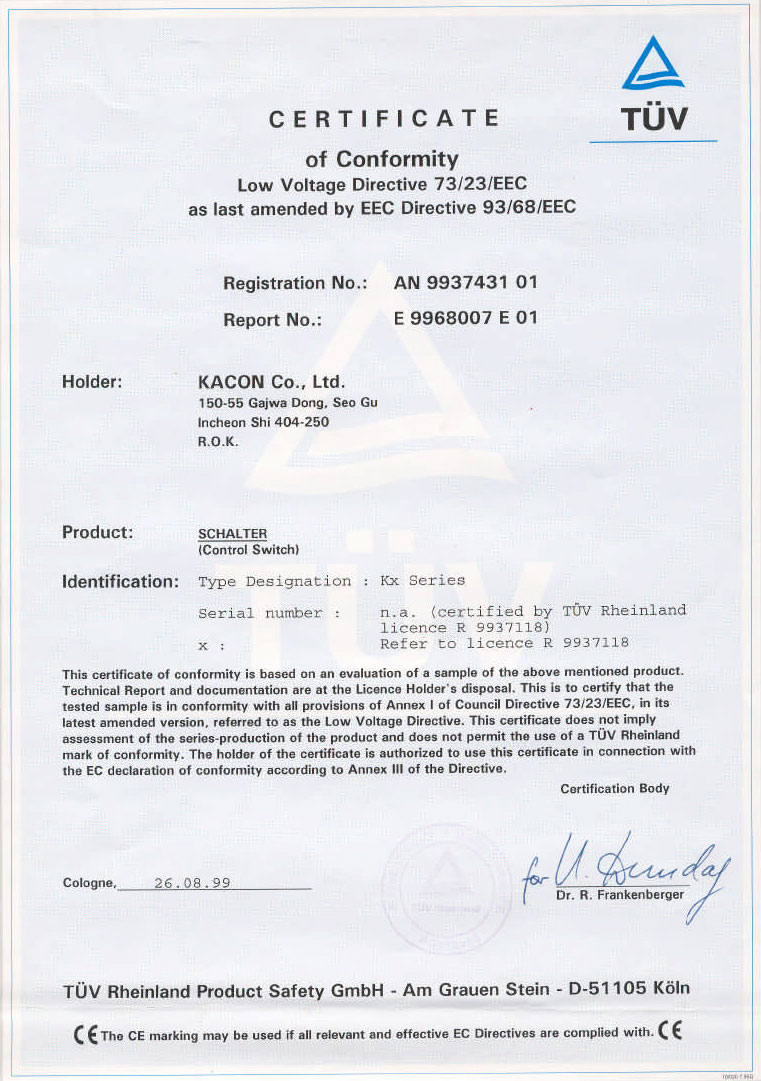 TÜV
CERTIFICATE
of Conformity
Low Voltage Directive 73/23/EEC
as last amended by EEC Directive 93/68/EEC
Registration No.: AN 9937431 01
Report No.: E 9968007 E 01
Holder: KACON Co., Ltd.
150-55 Gajwa Dong, Seo Gu
Incheon Shi 404-250
R.O.K.
Product: SCHALTER
(Control Switch)
Identification: Type Designation : Kx Series
Serial number : n.a. (certified by TÜV Rheinland
licence R 9937118)
x : Refer to licence R 9937118
TÜV
This certificate of conformity is based on an evaluation of a sample of the above mentioned product.
Technical Report and documentation are at the Licence Holder's disposal. This is to certify that the
tested sample is in conformity with all provisions of Annex I of Council Directive 73/23/EEC, in its
latest amended version, referred to as the Low Voltage Directive. This certificate does not imply
assessment of the series-production of the product and does not permit the use of a TÜV Rheinland
mark of conformity. The holder of the certificate is authorized to use this certificate in connection with
the EC declaration of conformity according to Annex III of the Directive.
Certification Body
for
Cologne, 26.08.99
Dr. R. Frankenberger
TÜV Rheinland Product Safety GmbH - Am Grauen Stein - D-51105 Köln
CE The CE marking may be used if all relevant and effective EC Directives are complied with. CE